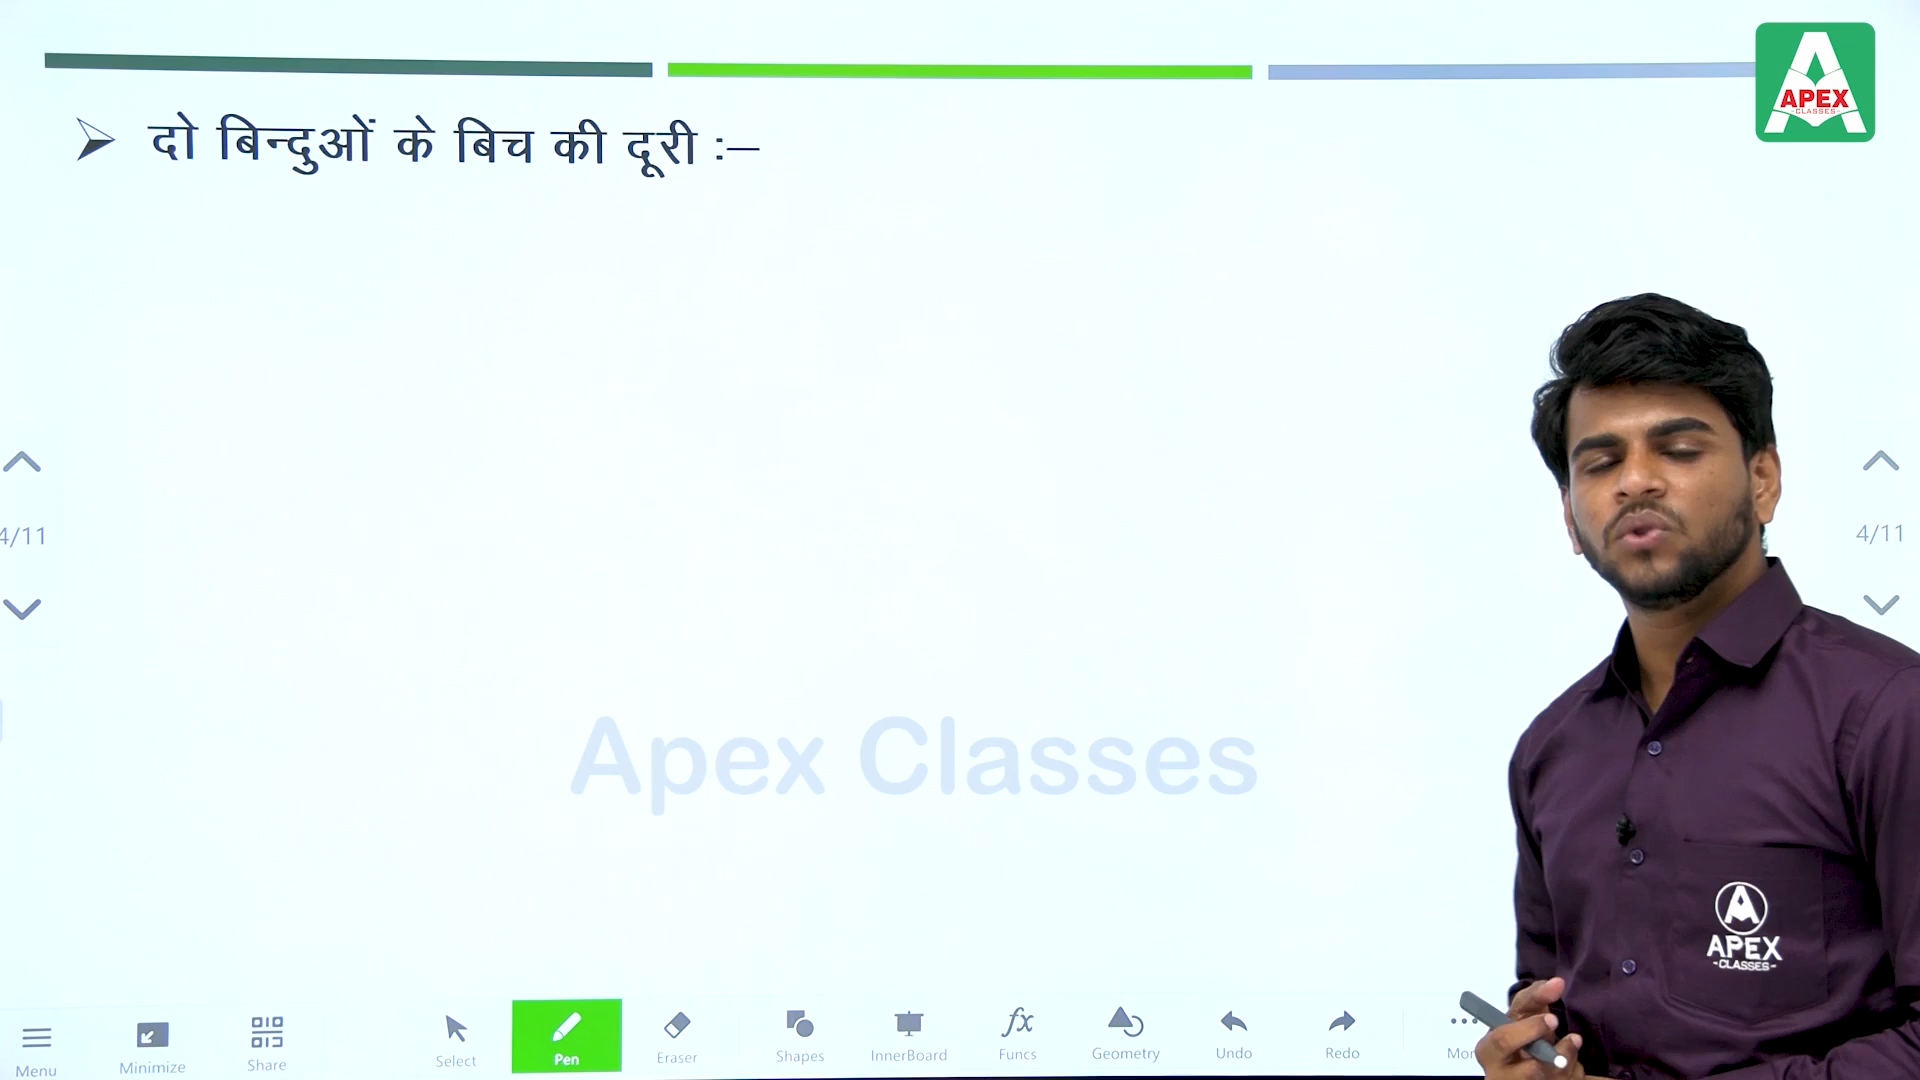 APEX
CLASSES
➢ दो बिन्दुओं के बिच की दूरी :–
4/11
4/11
Apex Classes
A
APEX
-CLASSES-
Menu
Minimize
Share
Select
Pen
Eraser
Shapes
InnerBoard
fx
Funcs
Geometry
Undo
Redo